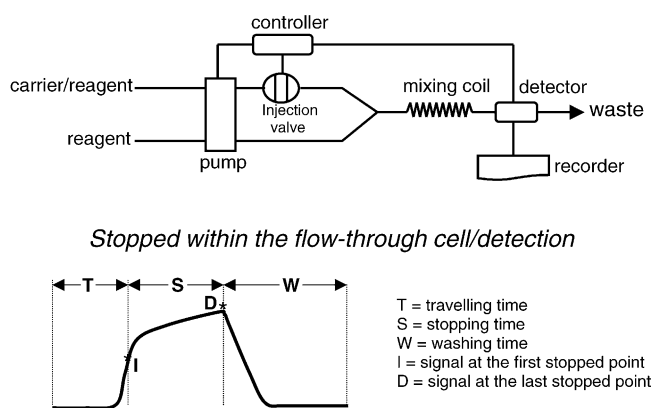 controller
carrier/reagent
mixing coil
detector
Injection
valve
waste
reagent
pump
recorder
Stopped within the flow-through cell/detection
T
S
W
D*
*I
T = travelling time
S = stopping time
W = washing time
I = signal at the first stopped point
D = signal at the last stopped point